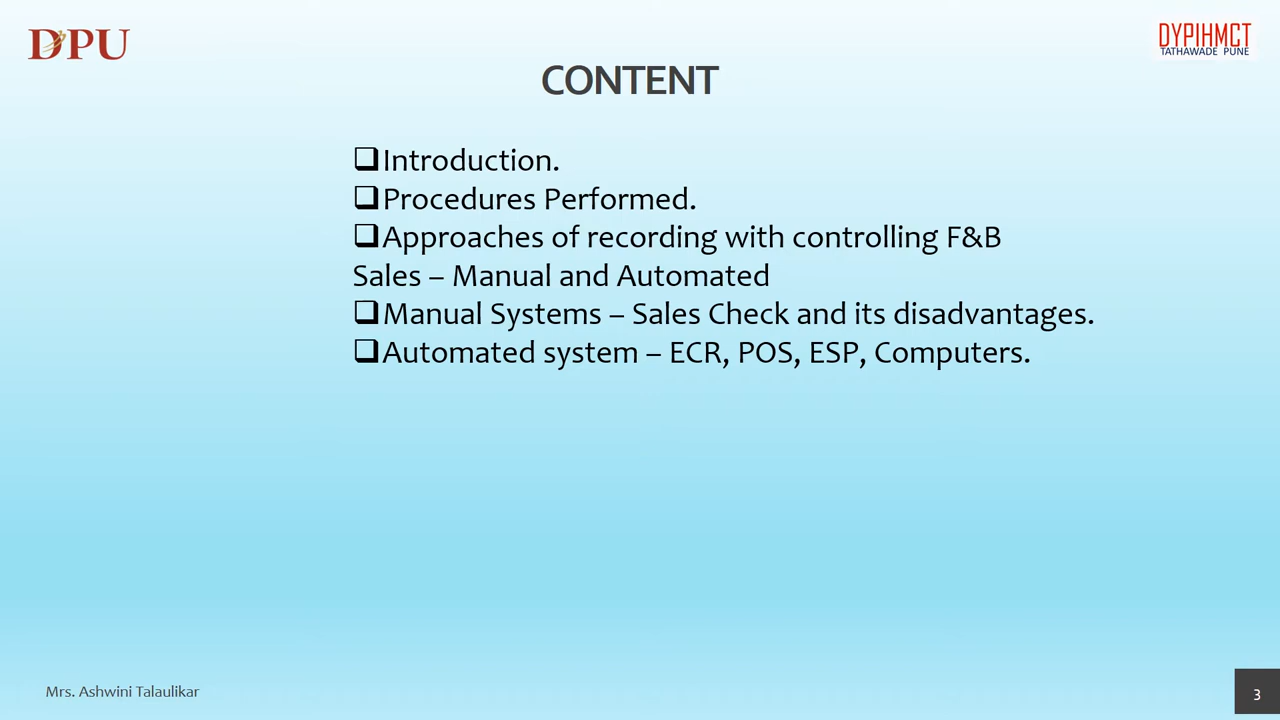 DPU
DYPIHMCT
TATHAWADE PUNE
CONTENT
❑Introduction.
❑Procedures Performed.
❑Approaches of recording with controlling F&B
Sales – Manual and Automated
❑Manual Systems – Sales Check and its disadvantages.
❑Automated system – ECR, POS, ESP, Computers.
Mrs. Ashwini Talaulikar
3